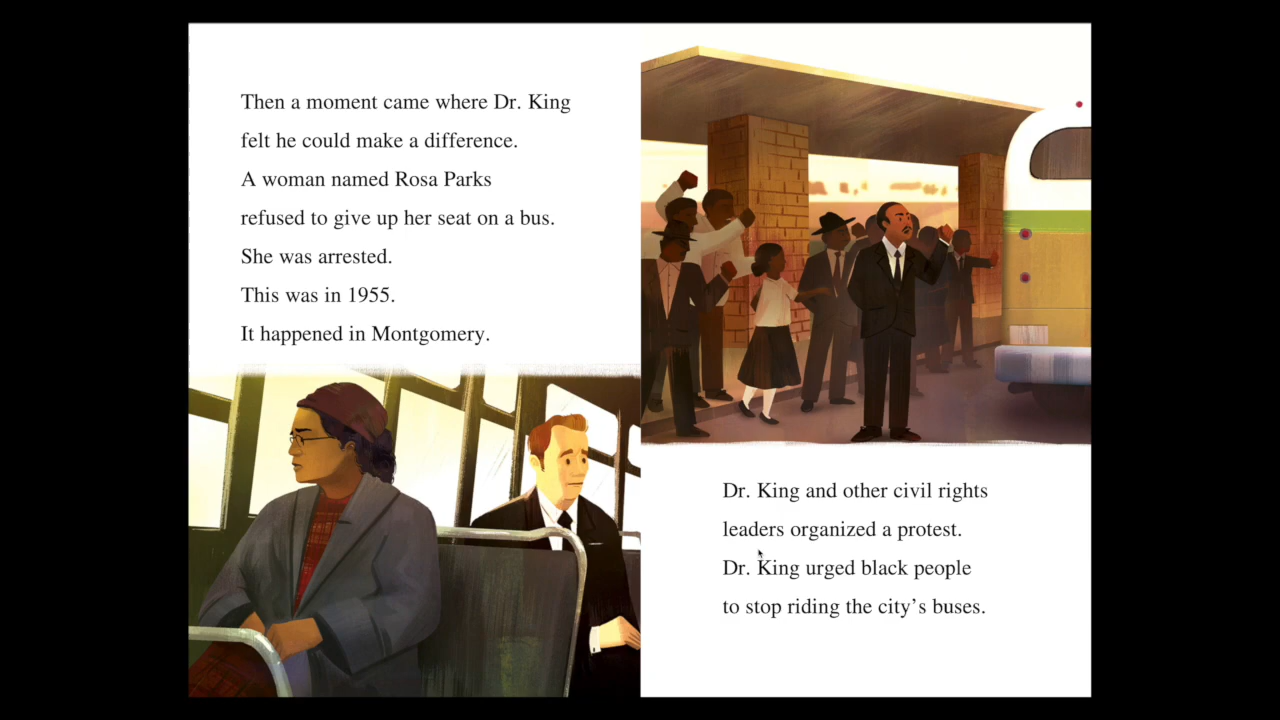 Then a moment came where Dr. King
felt he could make a difference.
A woman named Rosa Parks
refused to give up her seat on a bus.
She was arrested.
This was in 1955.
It happened in Montgomery.
Dr. King and other civil rights
leaders organized a protest.
Dr. King urged black people
to stop riding the city’s buses.